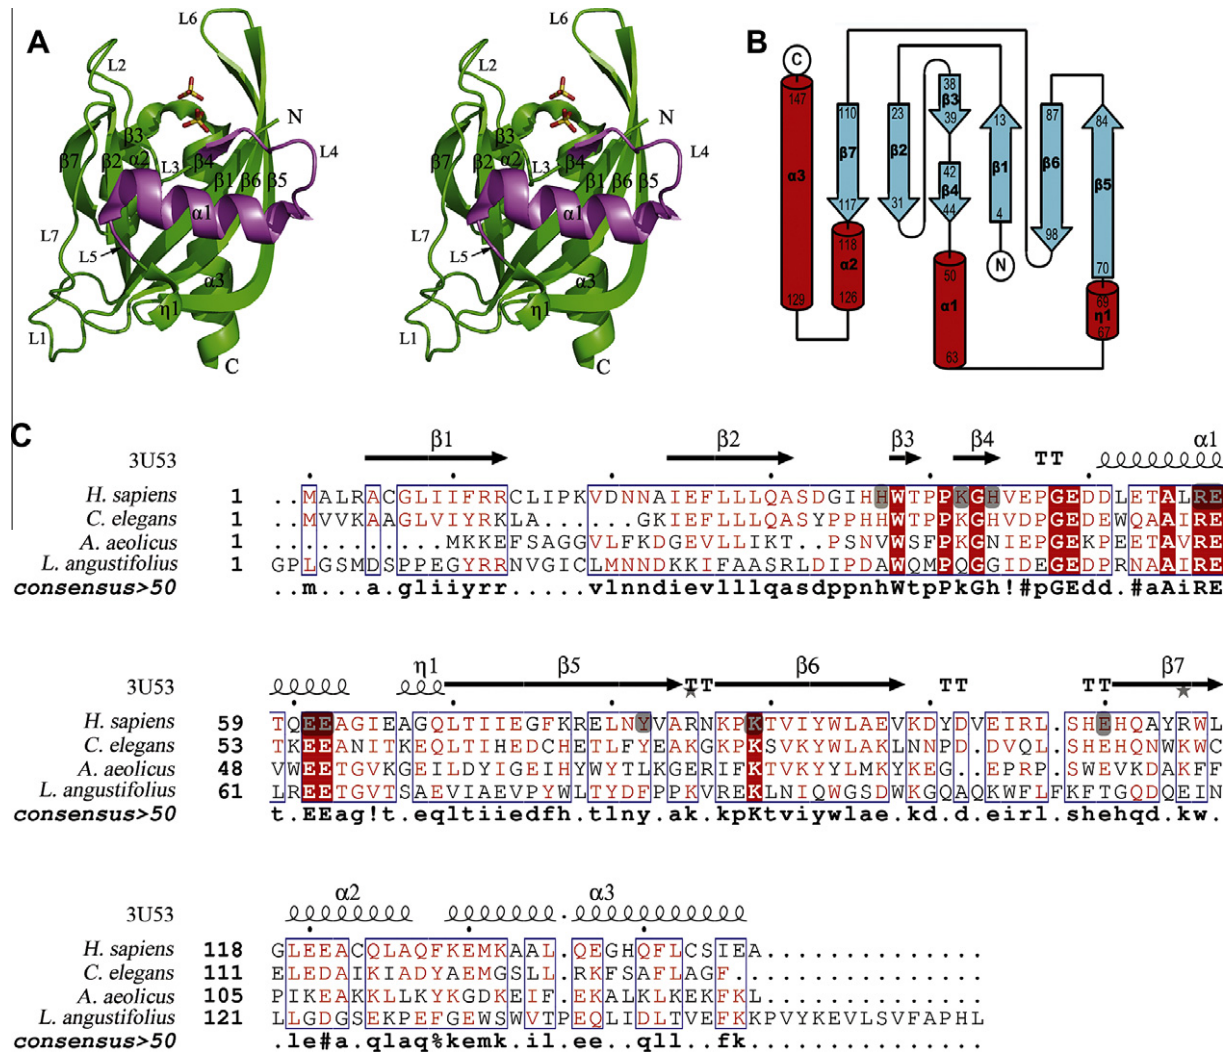 A
B
L6
L2
N
β3
α2
β7
β2
L3
β4
L4
β1
β6
β5
α1
L7
L5
α3
η1
L1
C
L6
L2
N
β3
α2
β7
β2
L3
β4
L4
β1
β6
β5
α1
L7
L5
α3
η1
L1
C
C
147
α3
129
110
β7
117
118
α2
126
23
β2
31
38
β3
39
42
β4
44
50
α1
63
13
β1
4
N
87
β6
98
84
β5
70
69
η1
67
C
β1 β2 β3 β4 α1
3U53 TT
H. sapiens 1 ..MALRACGLIIFRRCLIPKVDNNAIEFLLLQASDGIHHWTPPKGHVEPGEDDLETALRE
C. elegans 1 ..MVVKAAGLVIYRKLA......GKIEFLLLQASYPPHHWTPPKGHVDPGEDEWQAAIRE
A. aeolicus 1 ...........MKKEFSAGGVLFKDGEVLLIKT..PSNVWSFPKGNIEPGEKPEETAVRE
L. angustifolius 1 GPLGSMDSPPEGYRRNVGICLMNNDKKIFAASRLDIPDAWQMPQGGIDEGEDPRNAAIRE
consensus>50 ..m...a.gliiyrr.....vlnndievlllqasdppnhWtpPkGh!#pGEdd.#aAiRE
η1 β5 β6 β7
3U53 TT TT TT
H. sapiens 59 TQEEAGIEAGQLTIIEGFKRELNYVARNKPKTVIYWLAEVKDYDVEIRL.SHEHQAYRWL
C. elegans 53 TKEEANITKEQLTIHEDCHETLFYEAKGKPKSVKYWLAKLNNPD.DVQL.SHEHQNWKWC
A. aeolicus 48 VWEETGVKGEILDYIGEIHYWYTLKGERIFKTVKYYLMKYKEG..EPRP.SWEVKDAKFF
L. angustifolius 61 LREETGVTSAEVIAEVPYWLTYDFPPKVREKLNIQWGSDWKGQAQKWFLFKFTGQDQEIN
consensus>50 t.EEag!t.eqltiiedfh.tlny.ak.kpKtviywlae.kd.d.eirl.shehqd.kw.
α2 α3
3U53 .
H. sapiens 118 GLEEACQLAQFKEMKAAL.QEGHQFLCSIEA..............
C. elegans 111 ELEDAIKIADYAEMGSLL.RKFSAFLAGF................
A. aeolicus 105 PIKEAKKLLKYKGDKEIF.EKALKLKEKFKL..............
L. angustifolius 121 LLGDGSEKPEFGEWSWVTPEQLIDLTVEFKKPVYKEVLSVFAPHL
consensus>50 .le#a.qlaq%kemk.il.ee..qll..fk...............